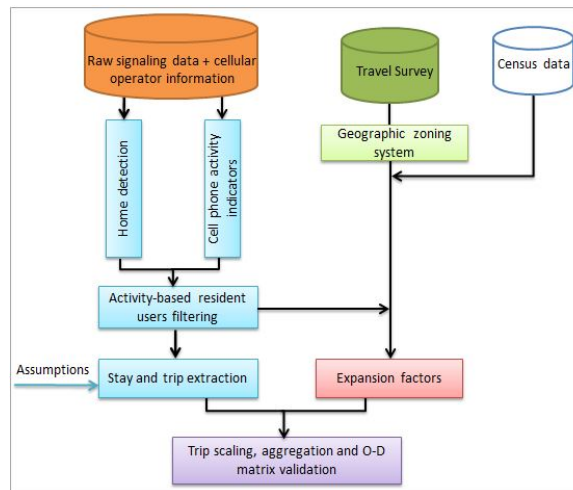 Raw signaling data + cellular
operator information
Travel Survey
Census data
Geographic zoning
system
Home detection
Cell phone activity
indicators
Activity-based resident
users filtering
Assumptions
Stay and trip extraction
Expansion factors
Trip scaling, aggregation and O-D
matrix validation